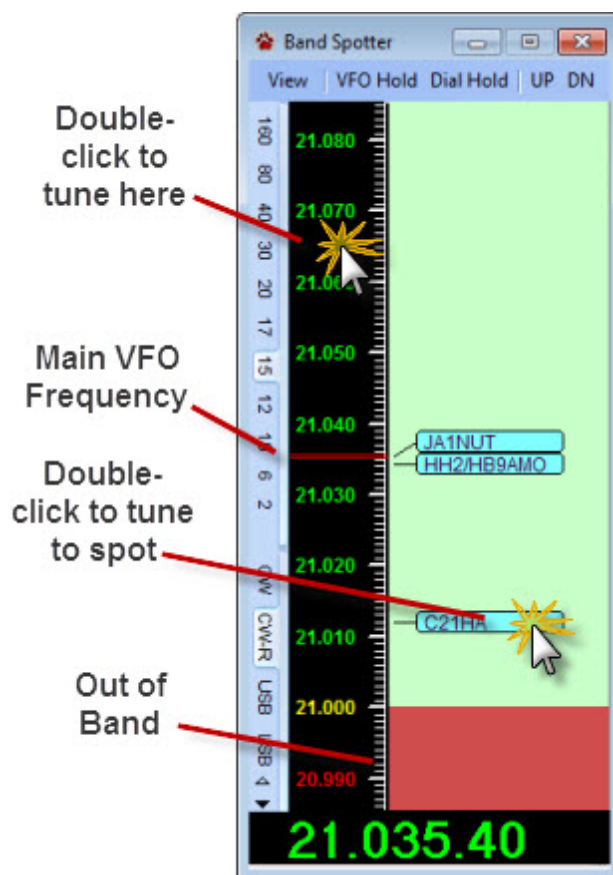 Band Spotter
View VFO Hold Dial Hold UP DN
Double-
click to
tune here
Main VFO
Frequency
Double-
click to tune
to spot
Out of
Band
160
80
40
30
20
17
15
12
6
2
CW
CW-R
USB
LSB
21.080
21.070
21.060
21.050
21.040
21.030
21.020
21.010
21.000
20.990
JA1NUT
HH2/HB9AMO
C21HA
21.035.40